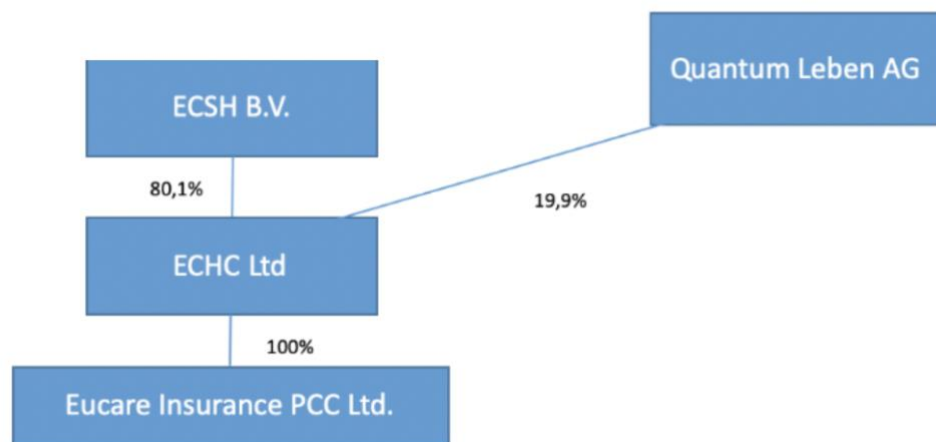 Quantum Leben AG
ECSH B.V.
80,1%
19,9%
ECHC Ltd
100%
Eucare Insurance PCC Ltd.